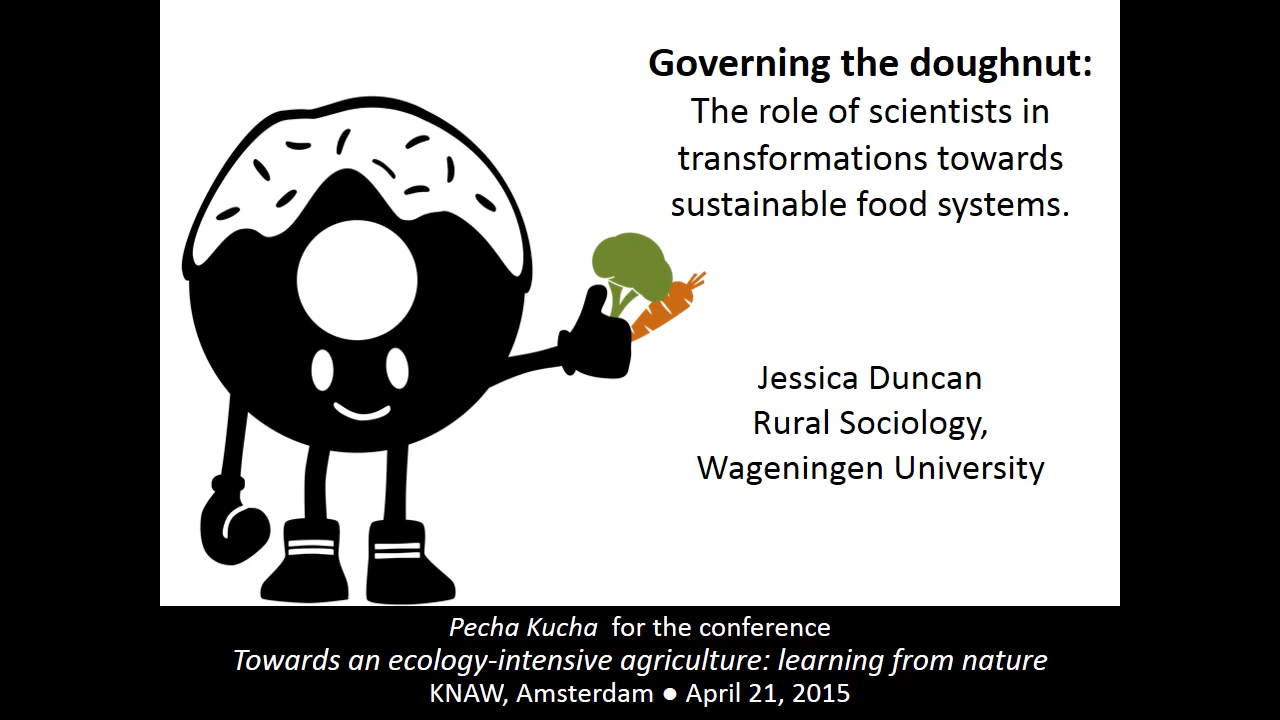 Governing the doughnut:
The role of scientists in
transformations towards
sustainable food systems.
Jessica Duncan
Rural Sociology,
Wageningen University
Pecha Kucha for the conference
Towards an ecology-intensive agriculture: learning from nature
KNAW, Amsterdam ● April 21, 2015